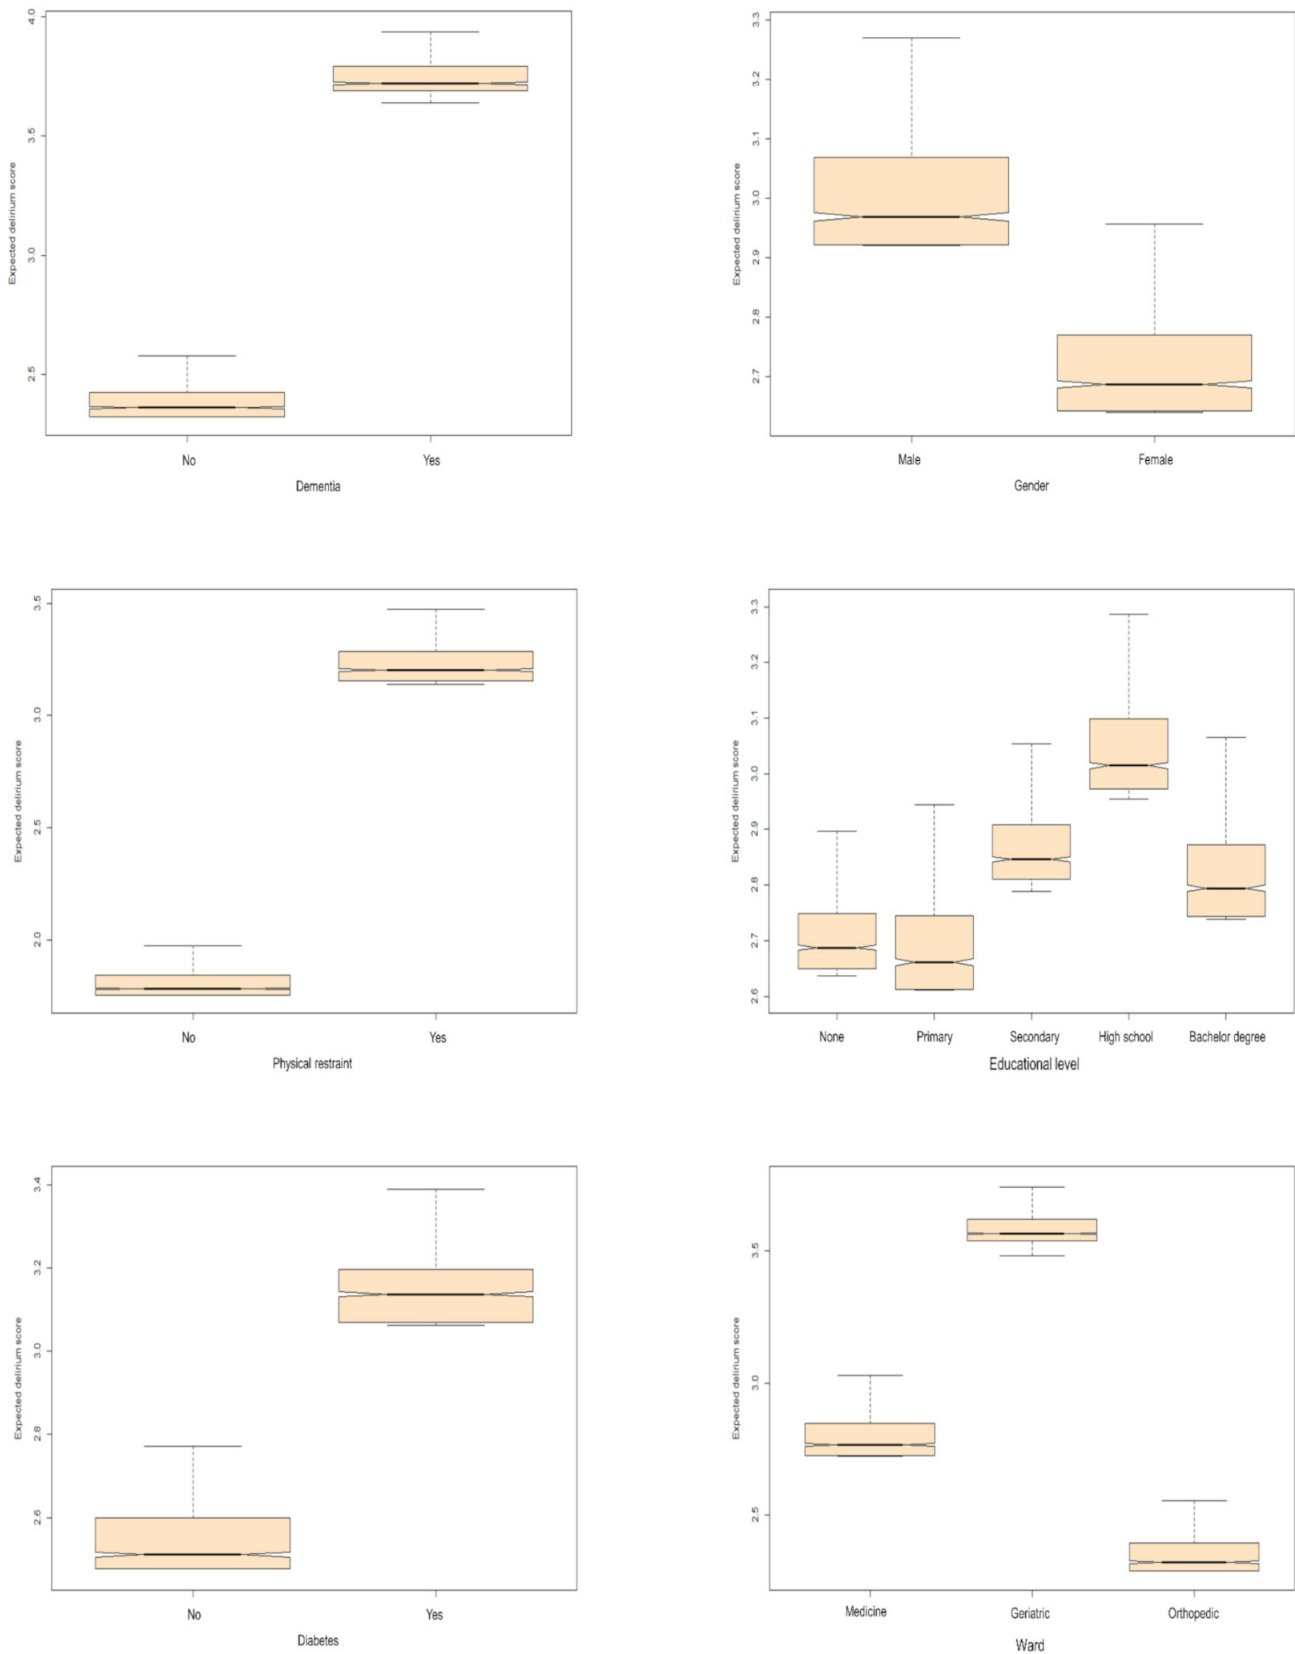 4.0
3.5
3.0
2.5
Expected delirium score
No
Yes
Dementia
3.3
3.2
3.1
3.0
2.9
2.8
2.7
Expected delirium score
Male
Female
Gender
3.5
3.0
2.5
2.0
Expected delirium score
No
Yes
Physical restraint
3.3
3.2
3.1
3.0
2.9
2.8
2.7
2.6
Expected delirium score
None
Primary
Secondary
High school
Bachelor degree
Educational level
3.4
3.2
3.0
2.8
2.6
Expected delirium score
No
Yes
Diabetes
3.5
3.0
2.5
Expected delirium score
Medicine
Geriatric
Orthopedic
Ward